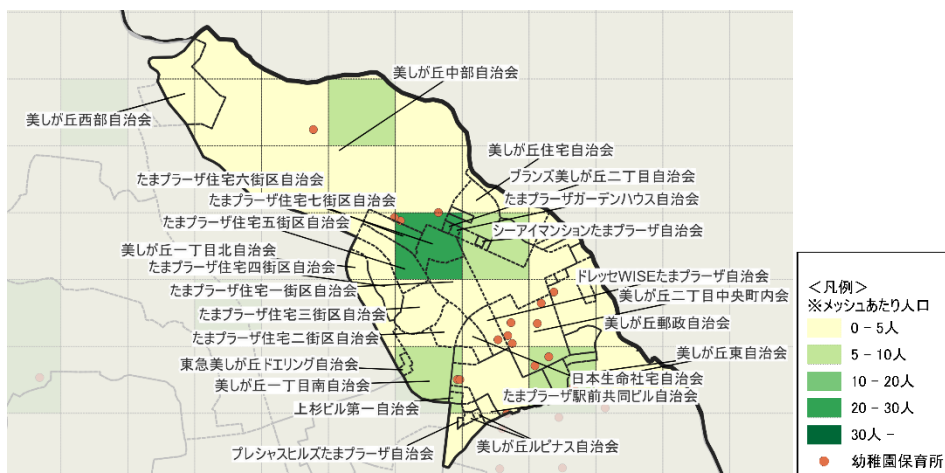 美しが丘中部自治会
美しが丘西部自治会
美しが丘住宅自治会
ブランズ美しが丘二丁目自治会
たまプラーザ住宅六街区自治会
たまプラーザ住宅七街区自治会
たまプラーザガーデンハウス自治会
たまプラーザ住宅五街区自治会
シーアイマンションたまプラーザ自治会
美しが丘一丁目北自治会
たまプラーザ住宅四街区自治会
ドレッセWISEたまプラーザ自治会
たまプラーザ住宅一街区自治会
美しが丘二丁目中央町内会
たまプラーザ住宅三街区自治会
美しが丘郵政自治会
たまプラーザ住宅二街区自治会
美しが丘東自治会
東急美しが丘ドエリング自治会
日本生命社宅自治会
美しが丘一丁目南自治会
たまプラーザ駅前共同ビル自治会
上杉ビル第一自治会
美しが丘ルピナス自治会
プレシャスヒルズたまプラーザ自治会
＜凡例＞
※メッシュあたり人口
0-5人
5-10人
10-20人
20-30人
30人-
幼稚園保育所